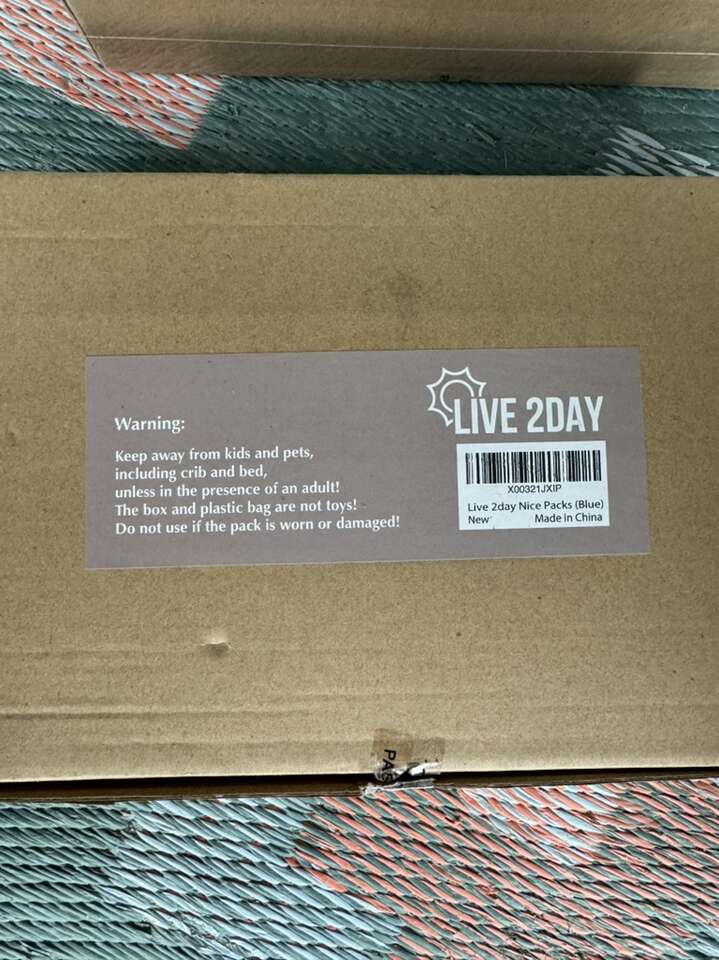 Warning:
Keep away from kids and pets,
including crib and bed,
unless in the presence of an adult!
The box and plastic bag are not toys!
Do not use if the pack is worn or damaged!
LIVE 2DAY
X00321JXIP
Live 2day Nice Packs (Blue)
New
Made in China